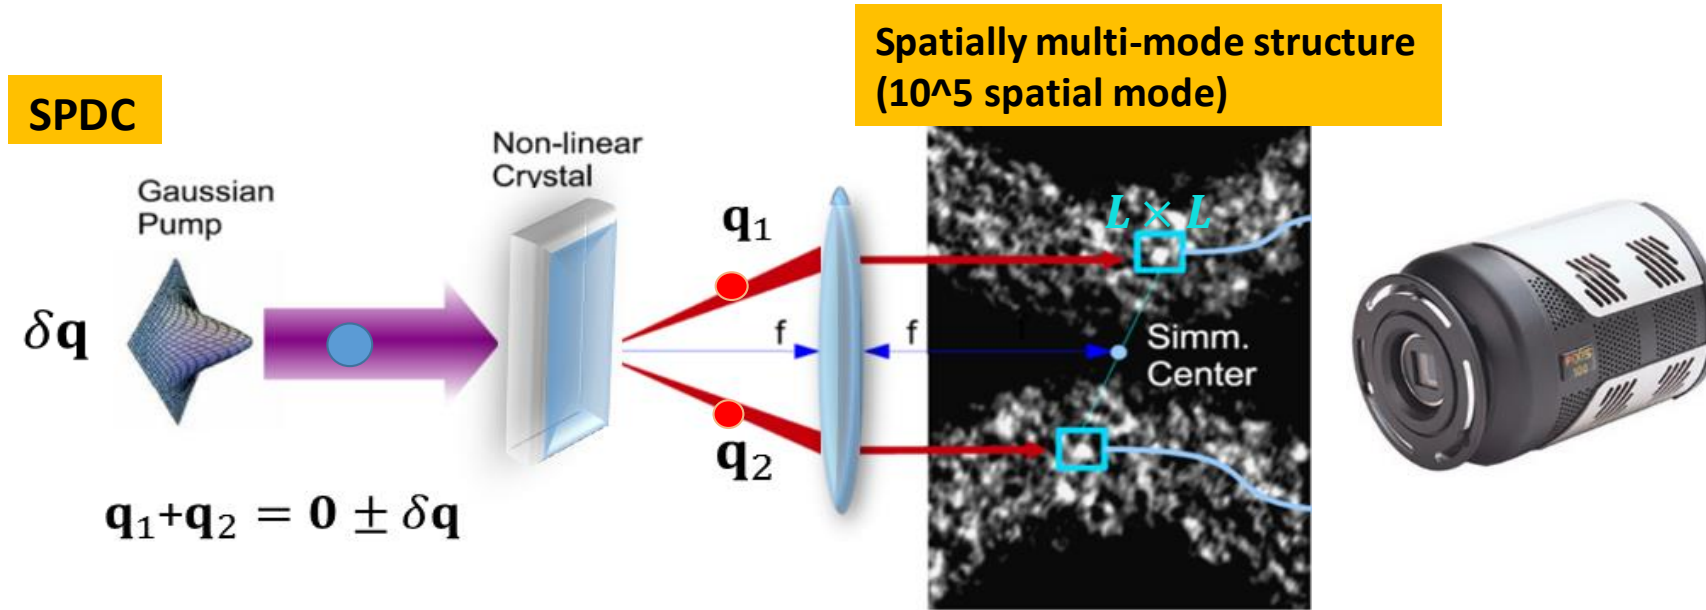 Spatially multi-mode structure
(10^5 spatial mode)
SPDC
Non-linear
Crystal
Gaussian
Pump
δq
q₁
L × L
f
f
Simm.
Center
q₂
q₁+q₂ = 0 ± δq